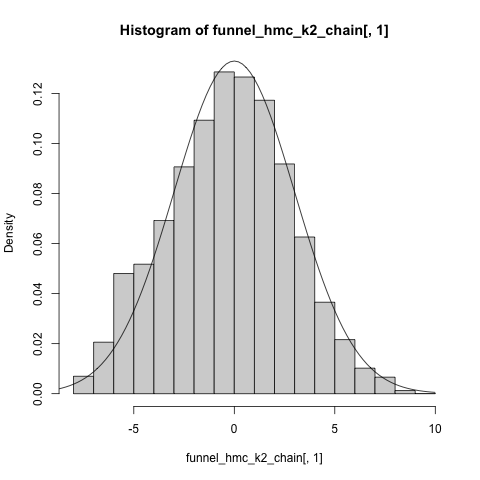 Histogram of funnel_hmc_k2_chain[, 1]
Density
0.12
0.10
0.08
0.06
0.04
0.02
0.00
-5 0 5 10
funnel_hmc_k2_chain[, 1]